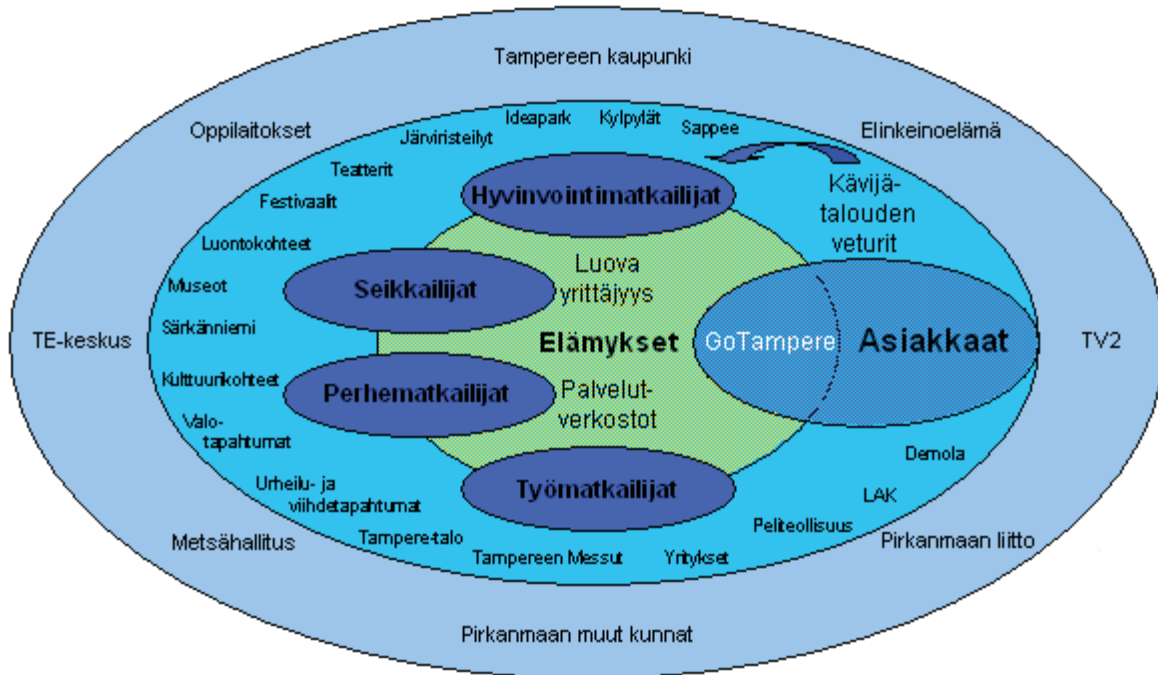 Tampereen kaupunki
Oppilaitokset
Elinkeinoelämä
TE-keskus
TV2
Metsähallitus
Pirkanmaan liitto
Pirkanmaan muut kunnat
Ideapark
Kylpylät
Sappee
Järviristeilyt
Teatterit
Festivaalit
Luontokohteet
Museot
Särkänniemi
Kulttuurikohteet
Valo-
tapahtumat
Urheilu- ja
viihdetapahtumat
Tampere-talo
Tampereen Messut
Yritykset
Peliteollisuus
LAK
Demola
Kävijä-
talouden
veturit
Hyvinvointimatkailijat
Seikkailijat
Perhematkailijat
Työmatkailijat
Luova
yrittäjyys
Elämykset
Palvelut-
verkostot
GoTampere
Asiakkaat